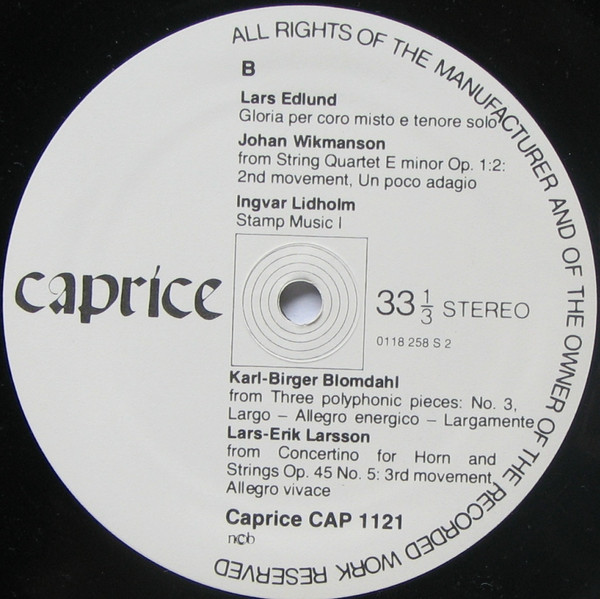 ALL RIGHTS OF THE MANUFACTURER AND OF THE OWNER OF THE RECORDED WORK RESERVED
B
Lars Edlund
Gloria per coro misto e tenore solo
Johan Wikmanson
from String Quartet E minor Op. 1:2:
2nd movement, Un poco adagio
Ingvar Lidholm
Stamp Music I
caprice
33 1/3 STEREO
0118 258 S 2
Karl-Birger Blomdahl
from Three polyphonic pieces: No. 3,
Largo – Allegro energico – Largamente
Lars-Erik Larsson
from Concertino for Horn and
Strings Op. 45 No. 5: 3rd movement,
Allegro vivace
Caprice CAP 1121
ncb